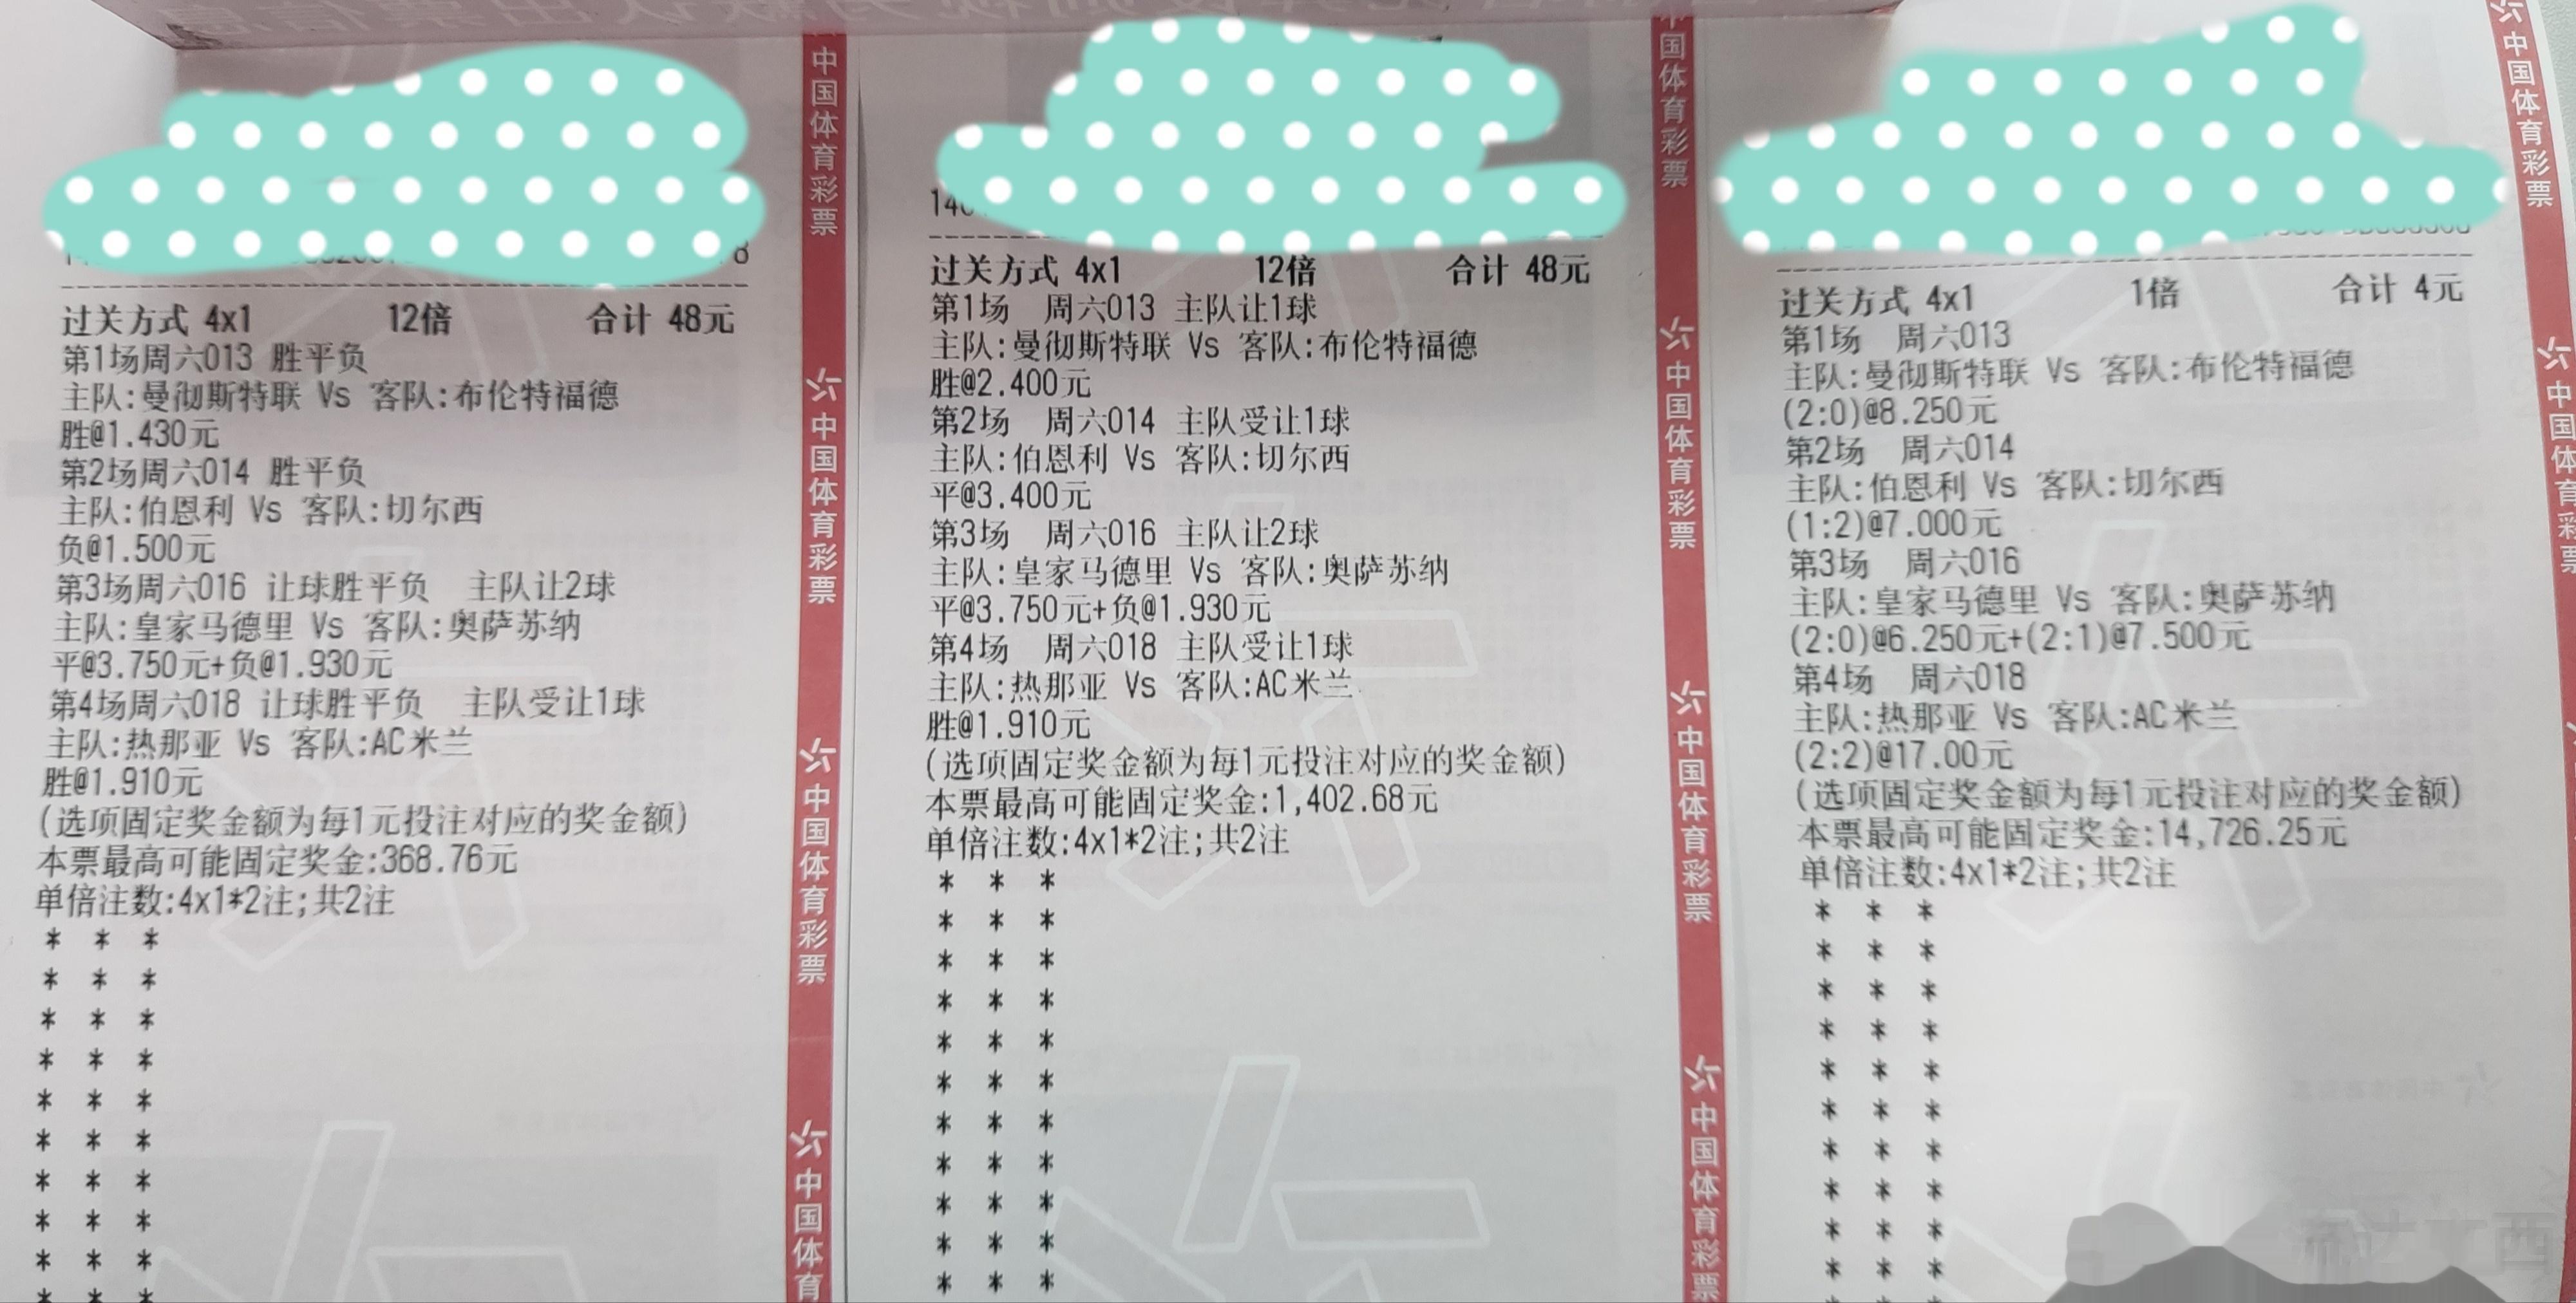 过关方式 4x1 12倍 合计 48元
第1场周六013 胜平负
主队:曼彻斯特联 Vs 客队:布伦特福德
胜@1.430元
第2场周六014 胜平负
主队:伯恩利 Vs 客队:切尔西
负@1.500元
第3场周六016 让球胜平负 主队让2球
主队:皇家马德里 Vs 客队:奥萨苏纳
平@3.750元+负@1.930元
第4场周六018 让球胜平负 主队受让1球
主队:热那亚 Vs 客队:AC米兰
胜@1.910元
(选项固定奖金额为每1元投注对应的奖金额)
本票最高可能固定奖金:368.76元
单倍注数:4x1*2注;共2注
中国体育彩票
中国体育彩票
中国体育彩票
中国体育
过关方式 4x1 12倍 合计 48元
第1场 周六013 主队让1球
主队:曼彻斯特联 Vs 客队:布伦特福德
胜@2.400元
第2场 周六014 主队受让1球
主队:伯恩利 Vs 客队:切尔西
平@3.400元
第3场 周六016 主队让2球
主队:皇家马德里 Vs 客队:奥萨苏纳
平@3.750元+负@1.930元
第4场 周六018 主队受让1球
主队:热那亚 Vs 客队:AC米兰
胜@1.910元
(选项固定奖金额为每1元投注对应的奖金额)
本票最高可能固定奖金:1,402.68元
单倍注数:4x1*2注;共2注
国体育彩票
中国体育彩票
中国体育彩票
中国体育彩票
过关方式 4x1 1倍 合计 4元
第1场 周六013
主队:曼彻斯特联 Vs 客队:布伦特福德
(2:0)@8.250元
第2场 周六014
主队:伯恩利 Vs 客队:切尔西
(1:2)@7.000元
第3场 周六016
主队:皇家马德里 Vs 客队:奥萨苏纳
(2:0)@6.250元+(2:1)@7.500元
第4场 周六018
主队:热那亚 Vs 客队:AC米兰
(2:2)@17.00元
(选项固定奖金额为每1元投注对应的奖金额)
本票最高可能固定奖金:14,726.25元
单倍注数:4x1*2注;共2注
中国体育彩票
中国体育彩票